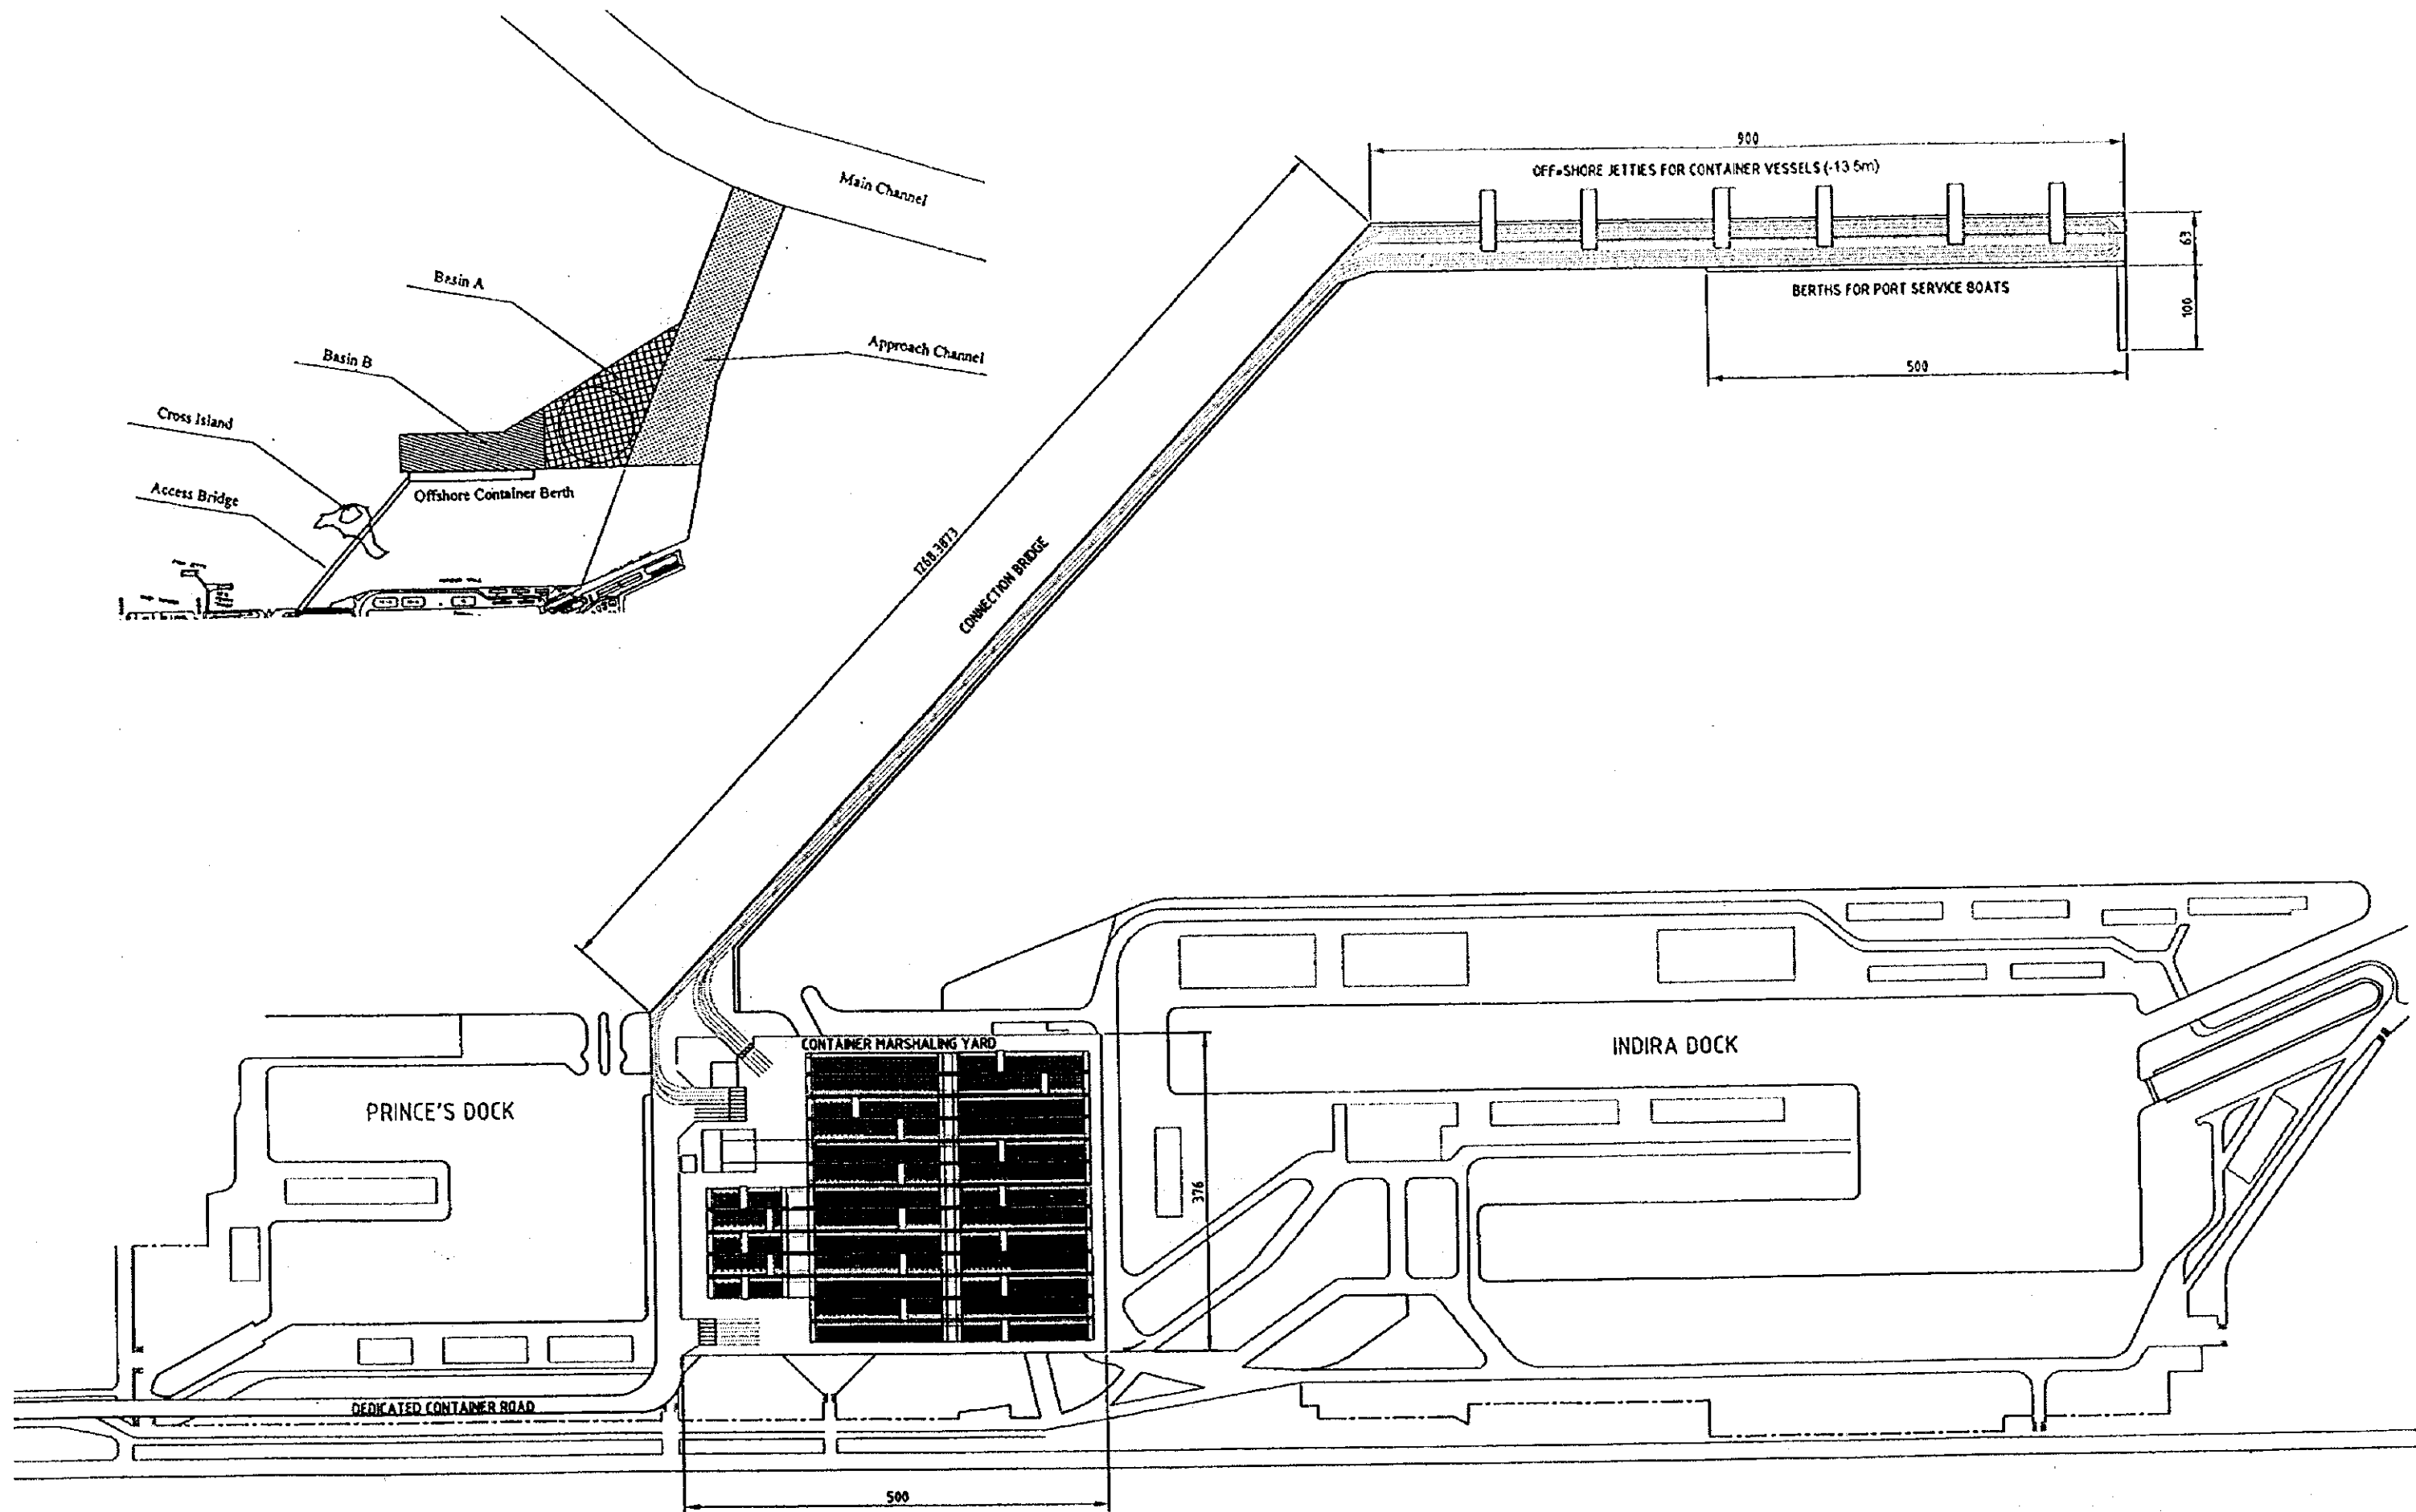 Main Channel
Basin A
Basin B
Approach Channel
Cross Island
Access Bridge
Offshore Container Berth
900
OFF-SHORE JETTIES FOR CONTAINER VESSELS (-13.5m)
63
BERTHS FOR PORT SERVICE BOATS
100
500
1268.3873
CONNECTION BRIDGE
CONTAINER MARSHALING YARD
INDIRA DOCK
PRINCE'S DOCK
376
DEDICATED CONTAINER ROAD
500